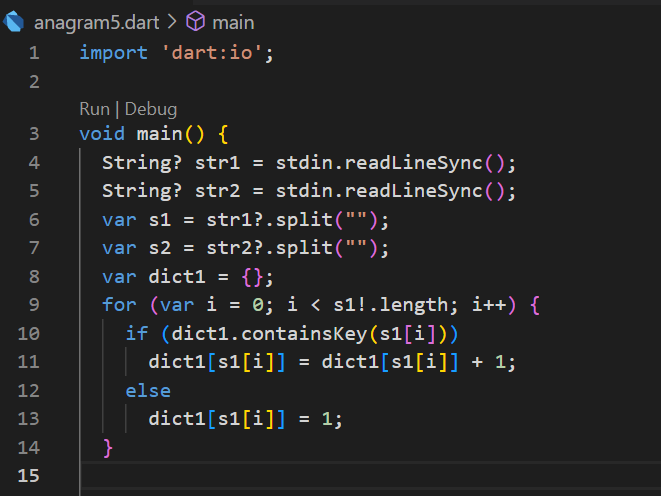 anagram5.dart > main
1 import 'dart:io';
2
Run | Debug
3 void main() {
4   String? str1 = stdin.readLineSync();
5   String? str2 = stdin.readLineSync();
6   var s1 = str1?.split("");
7   var s2 = str2?.split("");
8   var dict1 = {};
9   for (var i = 0; i < s1!.length; i++) {
10     if (dict1.containsKey(s1[i]))
11       dict1[s1[i]] = dict1[s1[i]] + 1;
12     else
13       dict1[s1[i]] = 1;
14   }
15